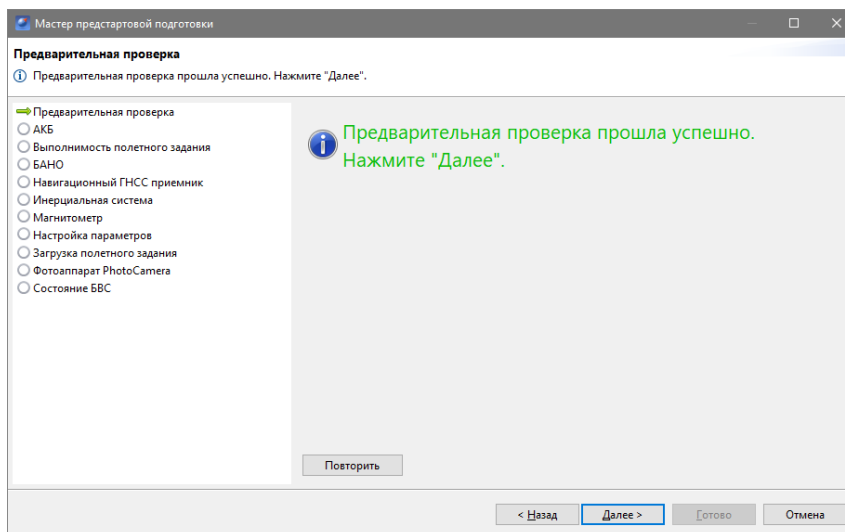 Мастер предстартовой подготовки
Предварительная проверка
Предварительная проверка прошла успешно. Нажмите "Далее".
Предварительная проверка
АКБ
Выполнимость полетного задания
БАНО
Навигационный ГНСС приемник
Инерциальная система
Магнитометр
Настройка параметров
Загрузка полетного задания
Фотоаппарат PhotoCamera
Состояние БВС
Предварительная проверка прошла успешно.
Нажмите "Далее".
Повторить
< Назад
Далее >
Готово
Отмена